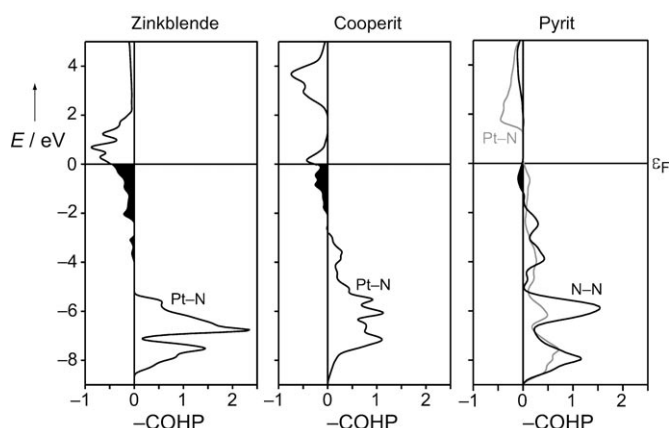 Zinkblende Cooperit Pyrit
4
2
E / eV
0
–2
–4
–6
–8
Pt–N
Pt–N
Pt–N
N–N
εF
–1 0 1 2 –1 0 1 2 –1 0 1 2
–COHP –COHP –COHP